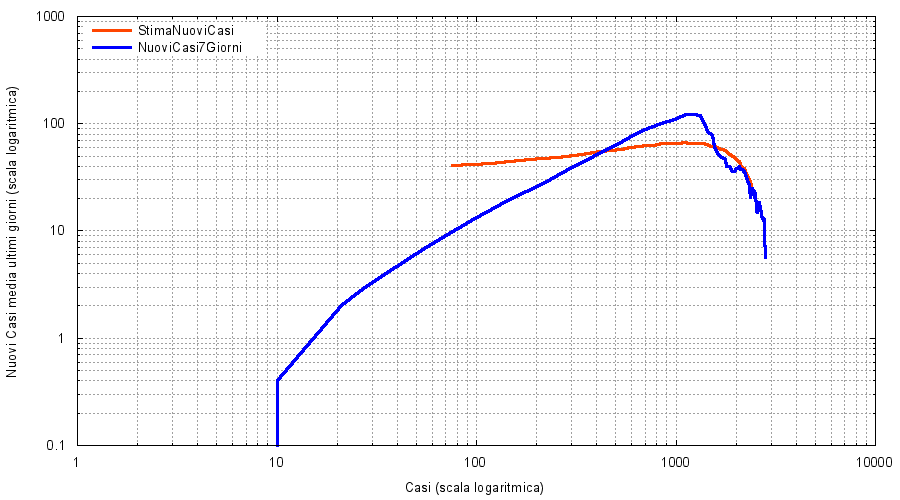 1000
100
10
1
0.1
Nuovi Casi media ultimi giorni (scala logaritmica)
StimaNuoviCasi
NuoviCasi7Giorni
1 10 100 1000 10000
Casi (scala logaritmica)